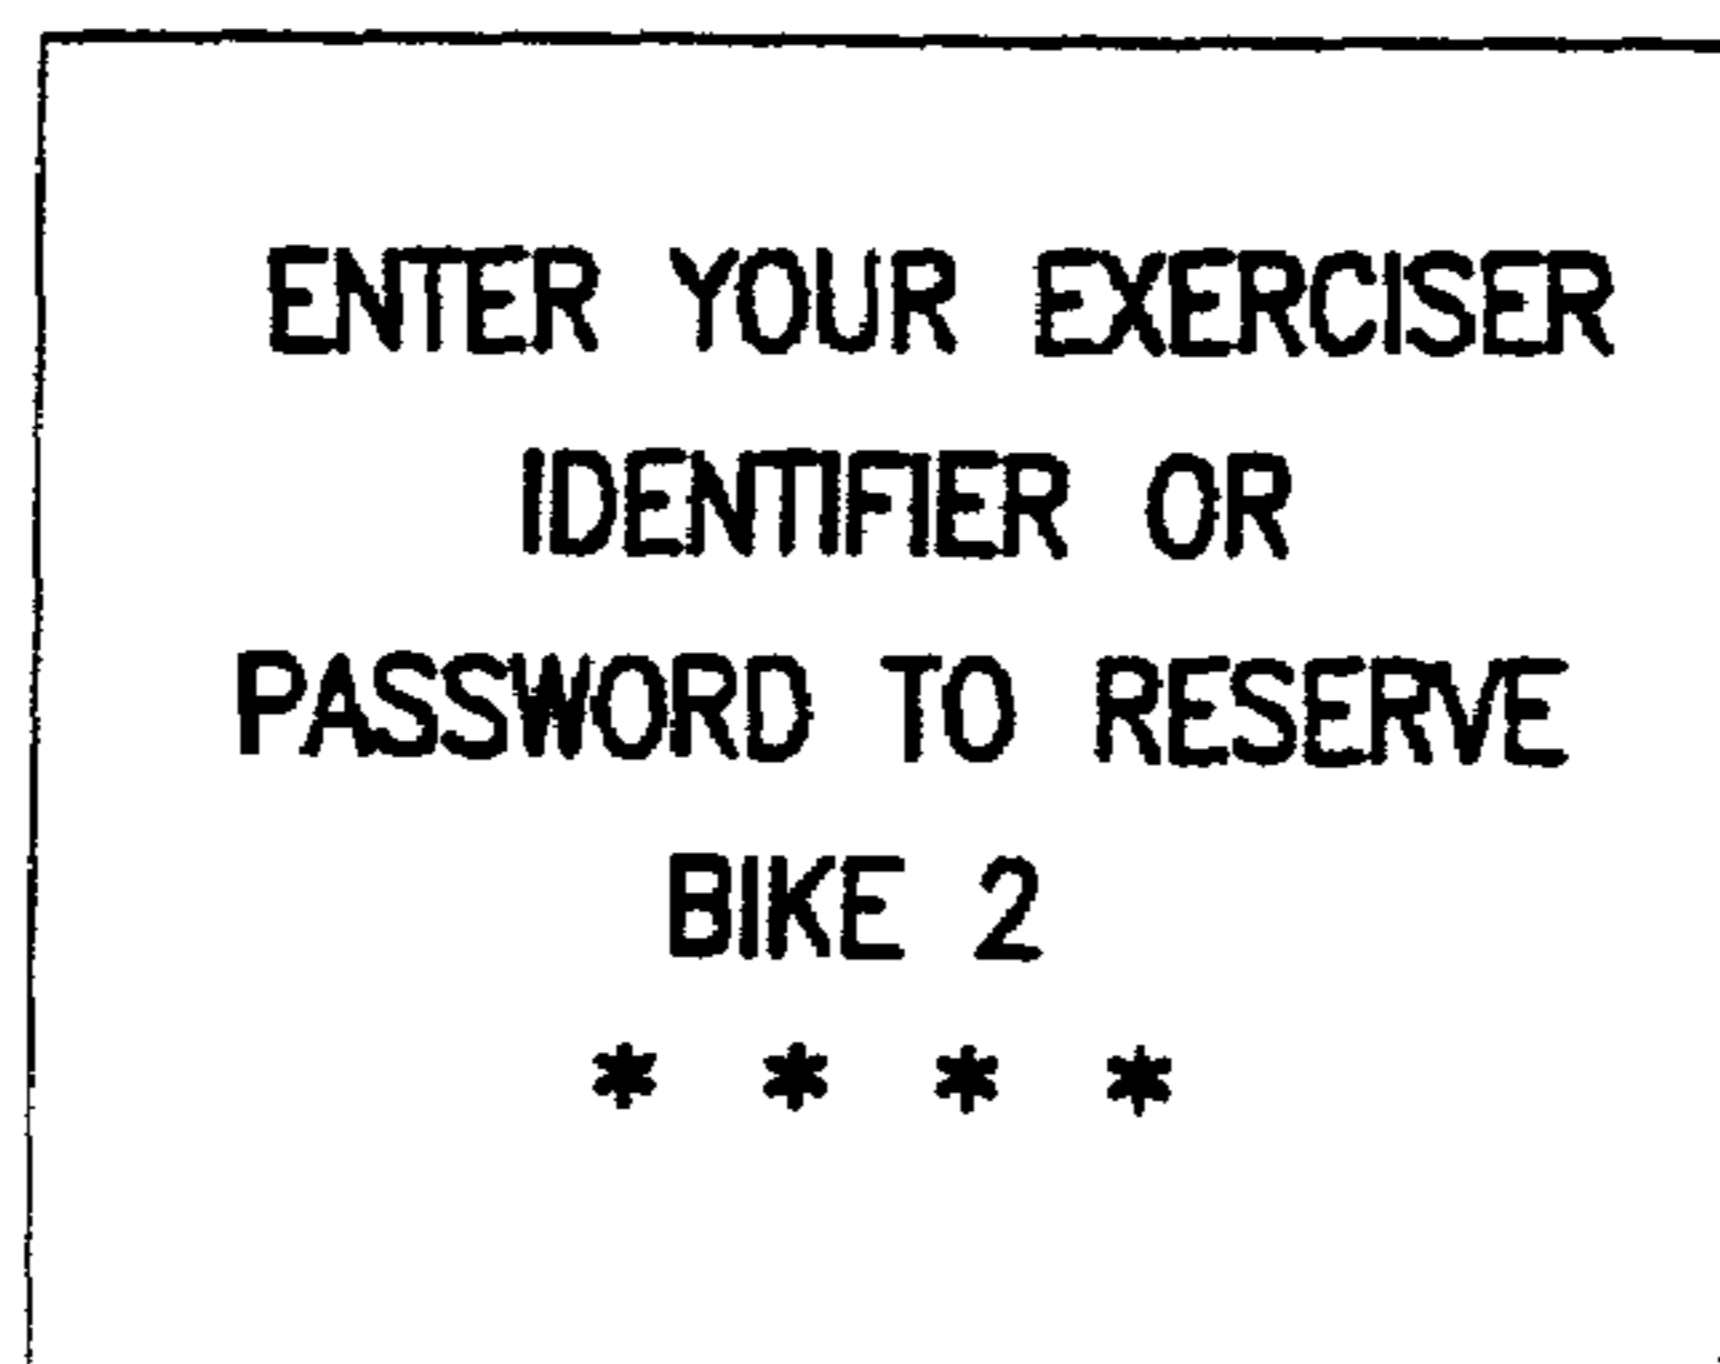 ENTER YOUR EXERCISER
IDENTIFIER OR
PASSWORD TO RESERVE
BIKE 2
* * * *